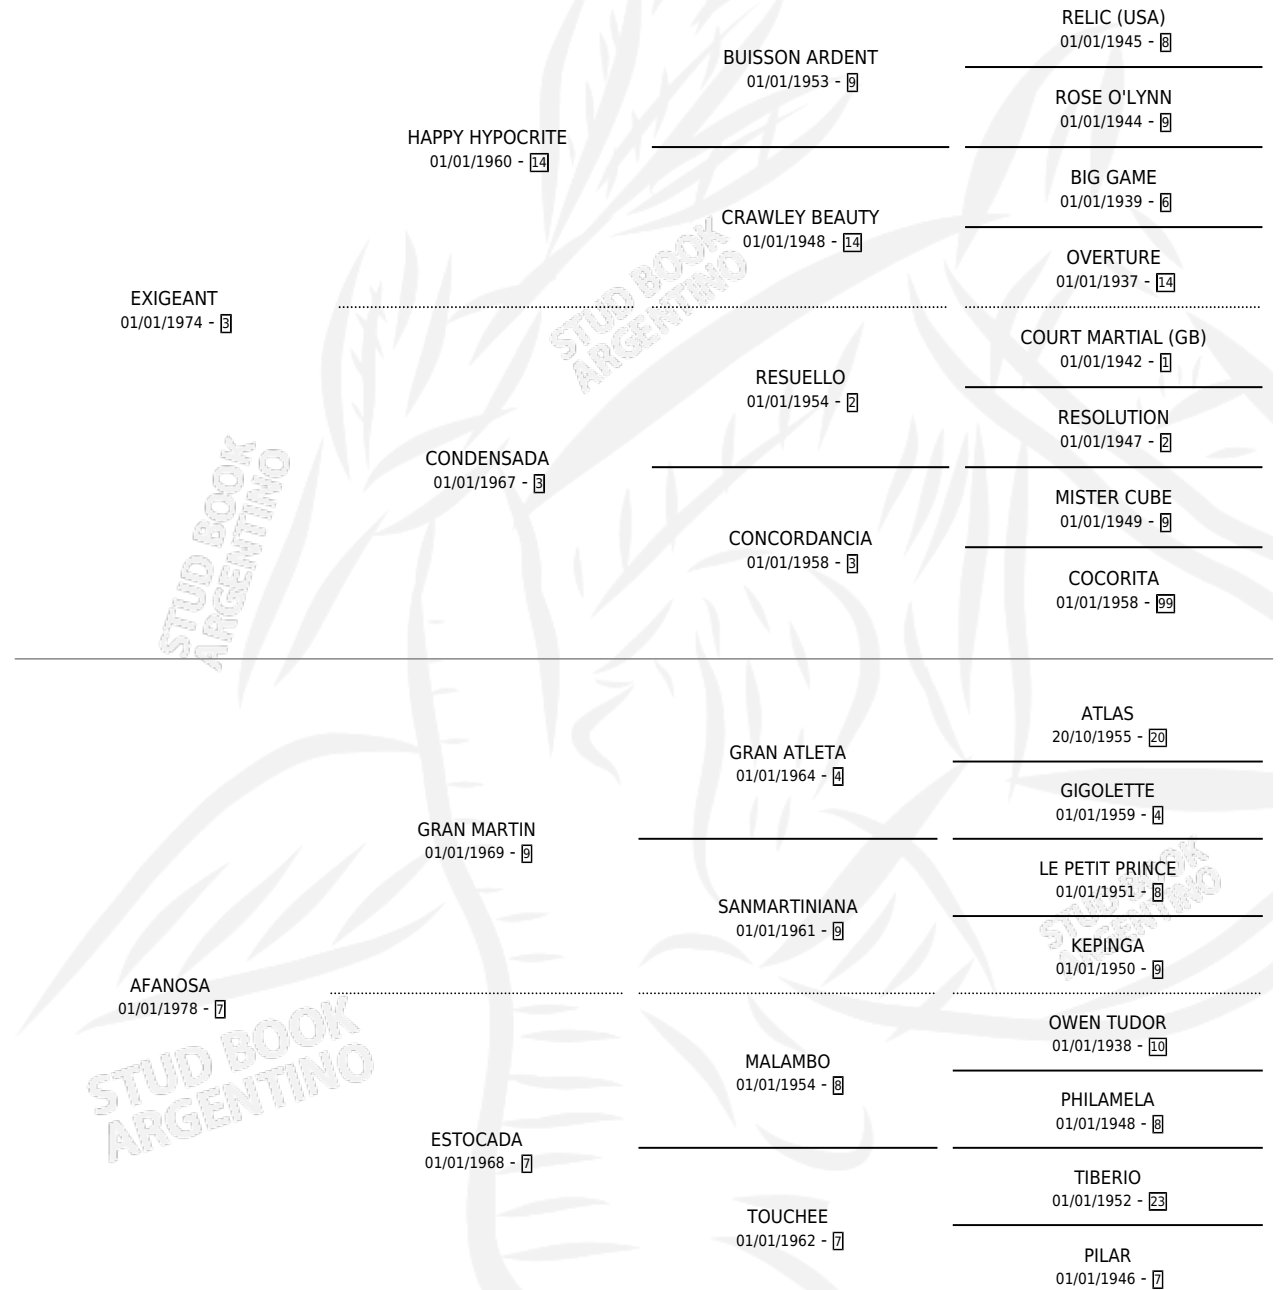 RELIC (USA)
01/01/1945 - 8
BUISSON ARDENT
01/01/1953 - 9
ROSE O'LYNN
01/01/1944 - 9
HAPPY HYPOCRITE
01/01/1960 - 14
BIG GAME
01/01/1939 - 6
CRAWLEY BEAUTY
01/01/1948 - 14
OVERTURE
01/01/1937 - 14
EXIGEANT
01/01/1974 - 3
STUD BOOK
ARGENTINO
COURT MARTIAL (GB)
01/01/1942 - 1
RESUELLO
01/01/1954 - 2
RESOLUTION
01/01/1947 - 2
CONDENSADA
01/01/1967 - 3
MISTER CUBE
01/01/1949 - 9
CONCORDANCIA
01/01/1958 - 3
COCORITA
01/01/1958 - 99
STUD BOOK
ARGENTINO
ATLAS
20/10/1955 - 20
GRAN ATLETA
01/01/1964 - 4
GIGOLETTE
01/01/1959 - 4
GRAN MARTIN
01/01/1969 - 9
LE PETIT PRINCE
01/01/1951 - 8
SANMARTINIANA
01/01/1961 - 9
KEPINGA
01/01/1950 - 9
STUD BOOK
ARGENTINO
AFANOSA
01/01/1978 - 7
OWEN TUDOR
01/01/1938 - 10
MALAMBO
01/01/1954 - 8
PHILAMELA
01/01/1948 - 8
STUD BOOK
ARGENTINO
ESTOCADA
01/01/1968 - 7
TIBERIO
01/01/1952 - 23
TOUCHEE
01/01/1962 - 7
PILAR
01/01/1946 - 7